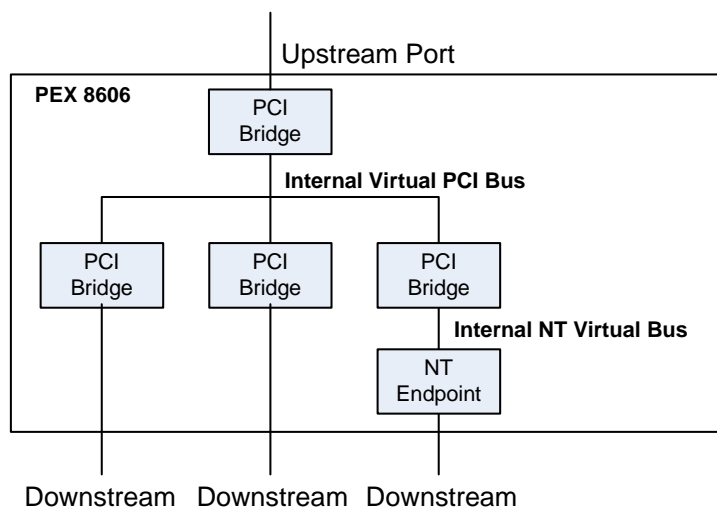 Upstream Port
PEX 8606
PCI
Bridge
Internal Virtual PCI Bus
PCI
Bridge
PCI
Bridge
PCI
Bridge
Internal NT Virtual Bus
NT
Endpoint
Downstream
Downstream
Downstream